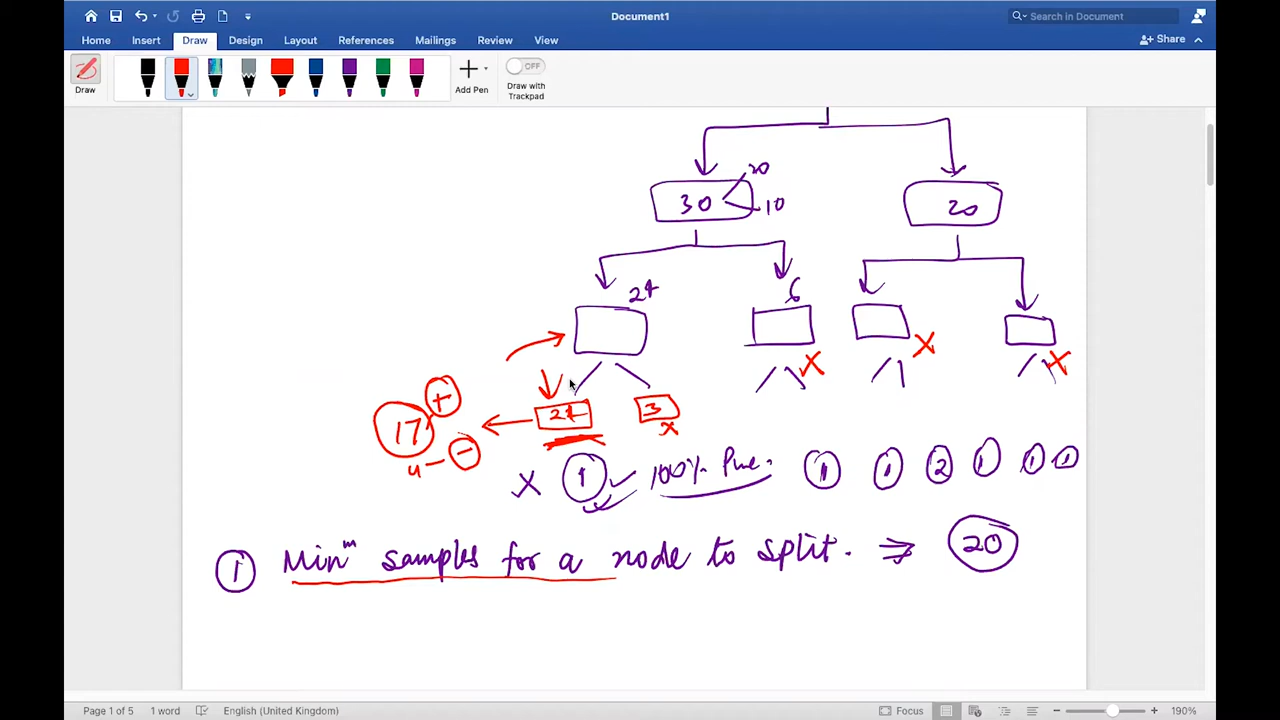 Document1
Search in Document
Home Insert Draw Design Layout References Mailings Review View
Share
Draw
Add Pen
OFF
Draw with Trackpad
20
30
10
20
24
6
x
x
x
17 +
4 - -
21
3
x
x 1 100% Pure. 1 1 2 1 1 1
1 Minm samples for a node to split. ⇒ 20
Page 1 of 5 1 word English (United Kingdom) Focus 190%